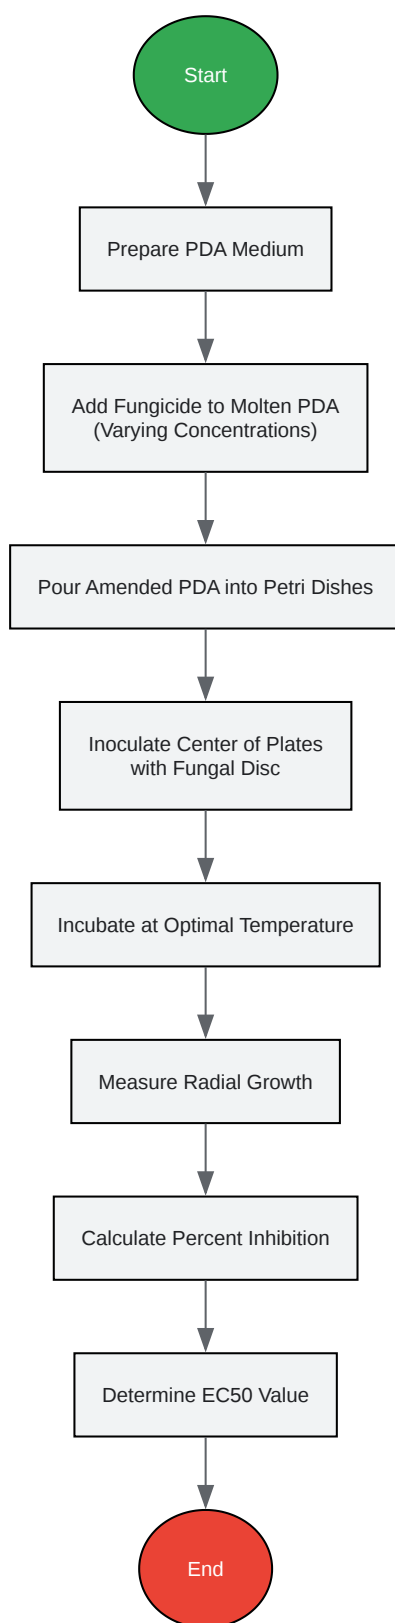 Start
Prepare PDA Medium
Add Fungicide to Molten PDA
(Varying Concentrations)
Pour Amended PDA into Petri Dishes
Inoculate Center of Plates
with Fungal Disc
Incubate at Optimal Temperature
Measure Radial Growth
Calculate Percent Inhibition
Determine EC50 Value
End